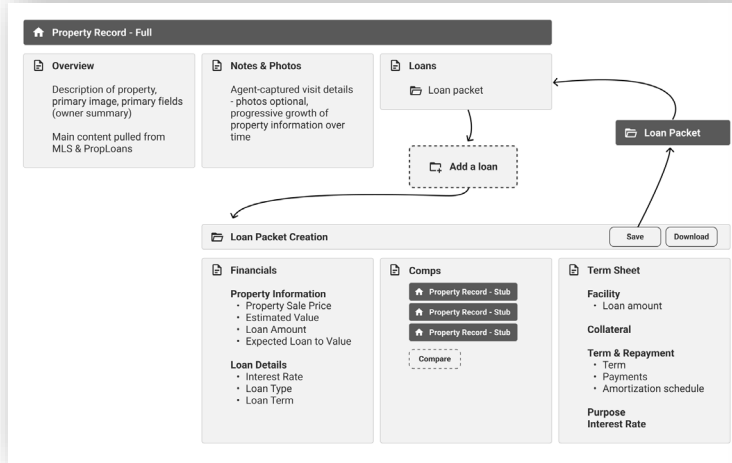 Property Record - Full
Overview
Description of property,
primary image, primary fields
(owner summary)
Main content pulled from
MLS & PropLoans
Notes & Photos
Agent-captured visit details
- photos optional,
progressive growth of
property information over
time
Loans
Loan packet
Loan Packet
Add a loan
Loan Packet Creation
Save
Download
Financials
Property Information
• Property Sale Price
• Estimated Value
• Loan Amount
• Expected Loan to Value
Loan Details
• Interest Rate
• Loan Type
• Loan Term
Comps
Property Record - Stub
Property Record - Stub
Property Record - Stub
Compare
Term Sheet
Facility
• Loan amount
Collateral
Term & Repayment
• Term
• Payments
• Amortization schedule
Purpose
Interest Rate